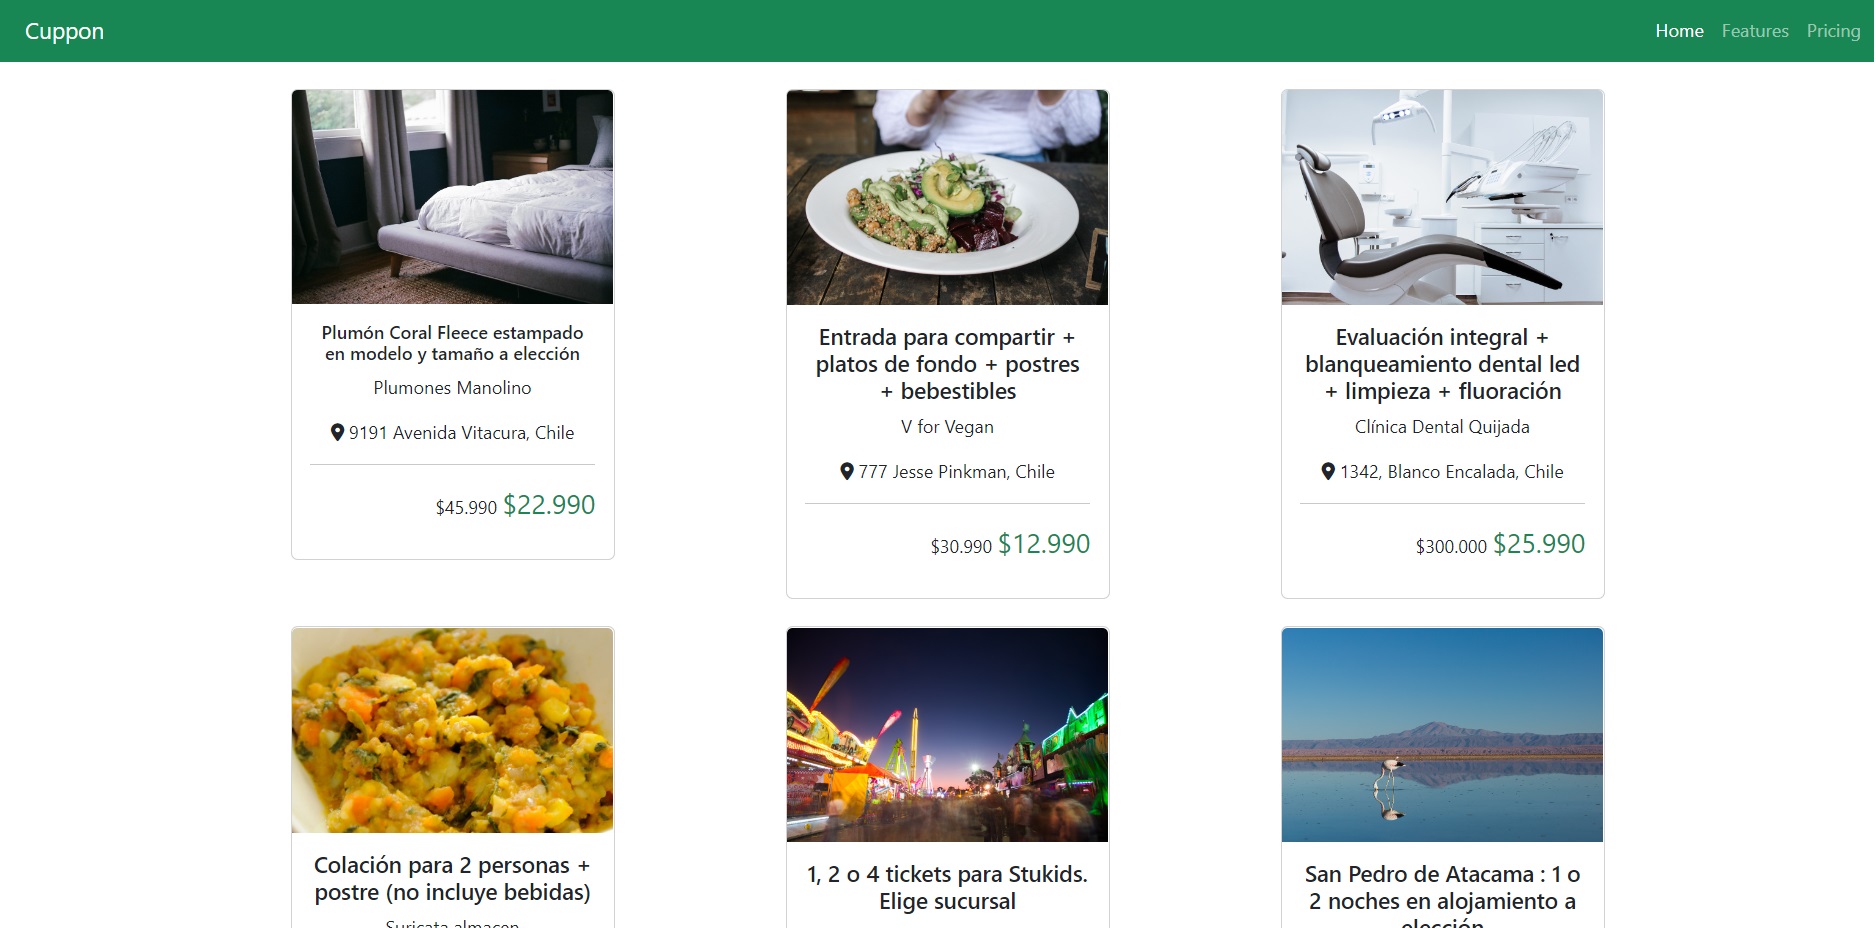 Cuppon
Home Features Pricing
Plumón Coral Fleece estampado
en modelo y tamaño a elección
Plumones Manolino
9191 Avenida Vitacura, Chile
$45.990 $22.990
Entrada para compartir +
platos de fondo + postres
+ bebestibles
V for Vegan
777 Jesse Pinkman, Chile
$30.990 $12.990
Evaluación integral +
blanqueamiento dental led
+ limpieza + fluoración
Clínica Dental Quijada
1342, Blanco Encalada, Chile
$300.000 $25.990
Colación para 2 personas +
postre (no incluye bebidas)
Suricata almacen
1, 2 o 4 tickets para Stukids.
Elige sucursal
San Pedro de Atacama : 1 o
2 noches en alojamiento a
elección